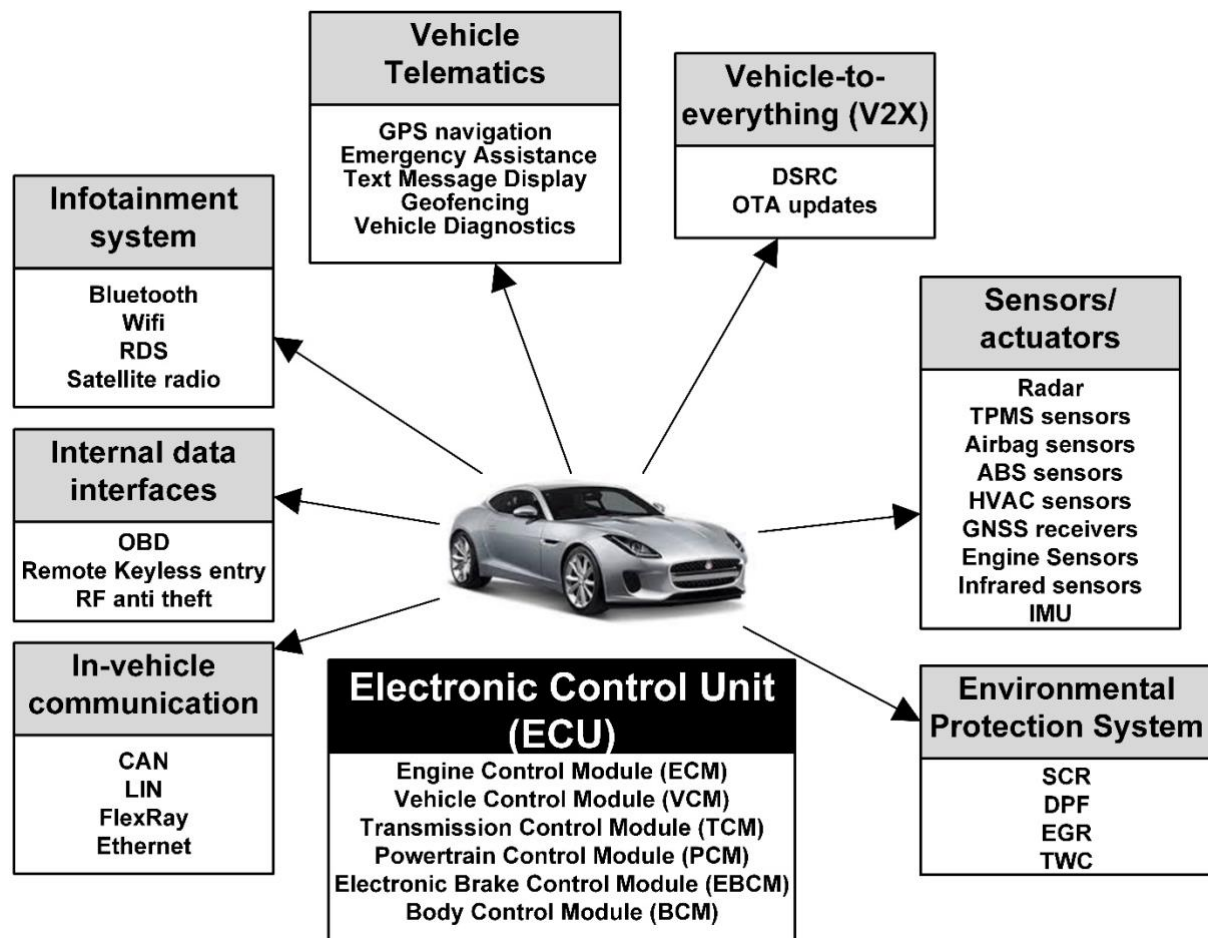 Vehicle
Telematics
GPS navigation
Emergency Assistance
Text Message Display
Geofencing
Vehicle Diagnostics
Vehicle-to-
everything (V2X)
DSRC
OTA updates
Infotainment
system
Bluetooth
Wifi
RDS
Satellite radio
Sensors/
actuators
Radar
TPMS sensors
Airbag sensors
ABS sensors
HVAC sensors
GNSS receivers
Engine Sensors
Infrared sensors
IMU
Internal data
interfaces
OBD
Remote Keyless entry
RF anti theft
In-vehicle
communication
CAN
LIN
FlexRay
Ethernet
Electronic Control Unit
(ECU)
Engine Control Module (ECM)
Vehicle Control Module (VCM)
Transmission Control Module (TCM)
Powertrain Control Module (PCM)
Electronic Brake Control Module (EBCM)
Body Control Module (BCM)
Environmental
Protection System
SCR
DPF
EGR
TWC